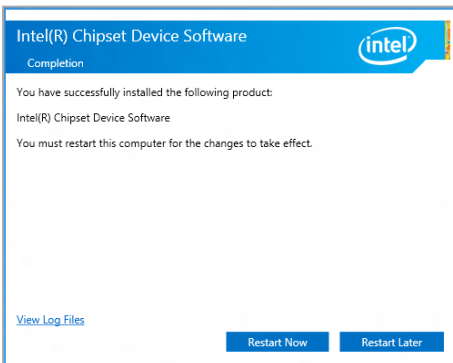 Intel(R) Chipset Device Software
intel
Completion
You have successfully installed the following product:
Intel(R) Chipset Device Software
You must restart this computer for the changes to take effect.
View Log Files
Restart Now
Restart Later